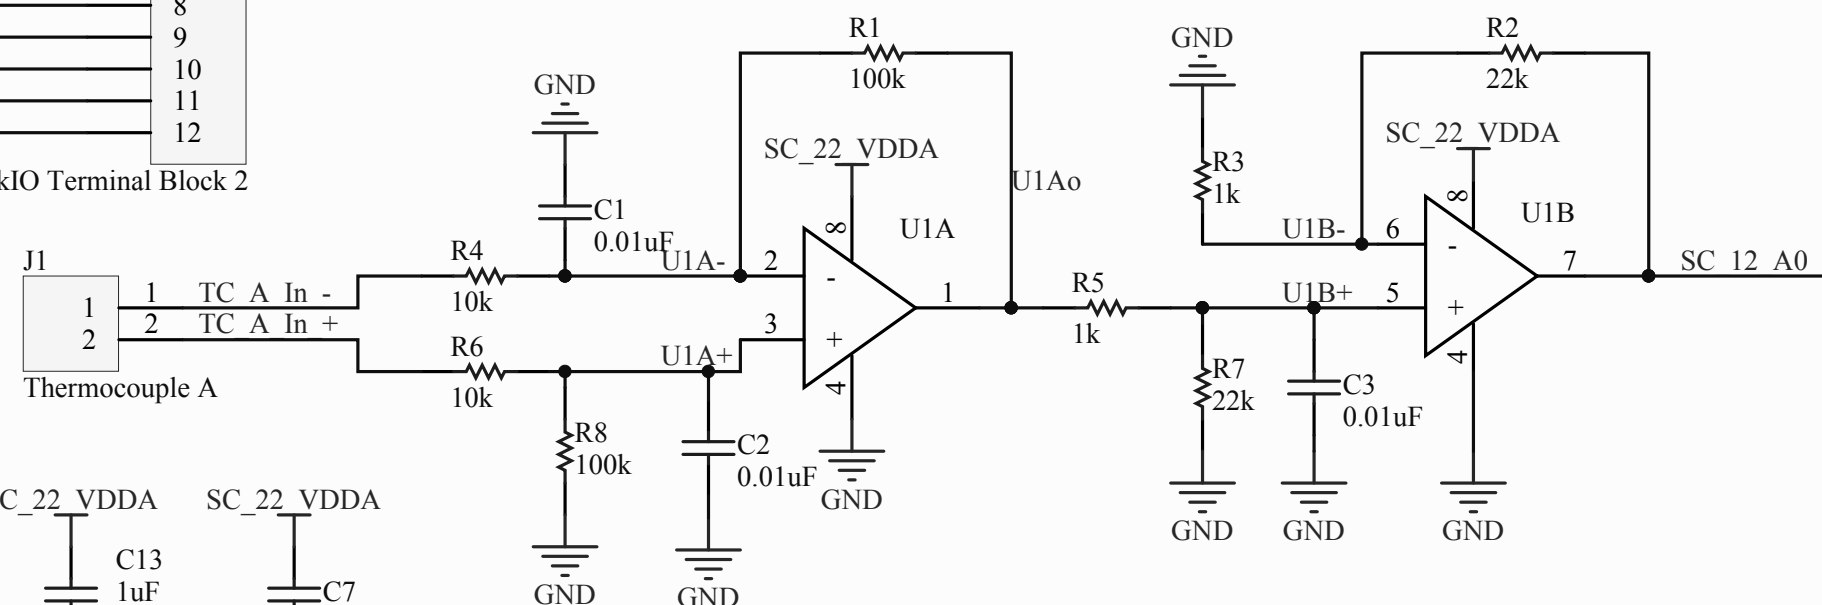 8
9
10
11
12
kIO Terminal Block 2
J1
1
2
1
TC_A_In_-
2
TC_A_In_+
Thermocouple A
R4
10k
R6
10k
GND
C1
0.01uF
U1A-
U1A+
R8
100k
GND
C2
0.01uF
GND
R1
100k
SC_22_VDDA
8
U1A
2
-
3
+
4
GND
1
U1Ao
R5
1k
GND
R3
1k
U1B-
U1B+
R7
22k
GND
C3
0.01uF
GND
R2
22k
SC_22_VDDA
8
U1B
6
-
5
+
4
GND
7
SC_12_A0
C_22_VDDA
C13
1uF
SC_22_VDDA
C7